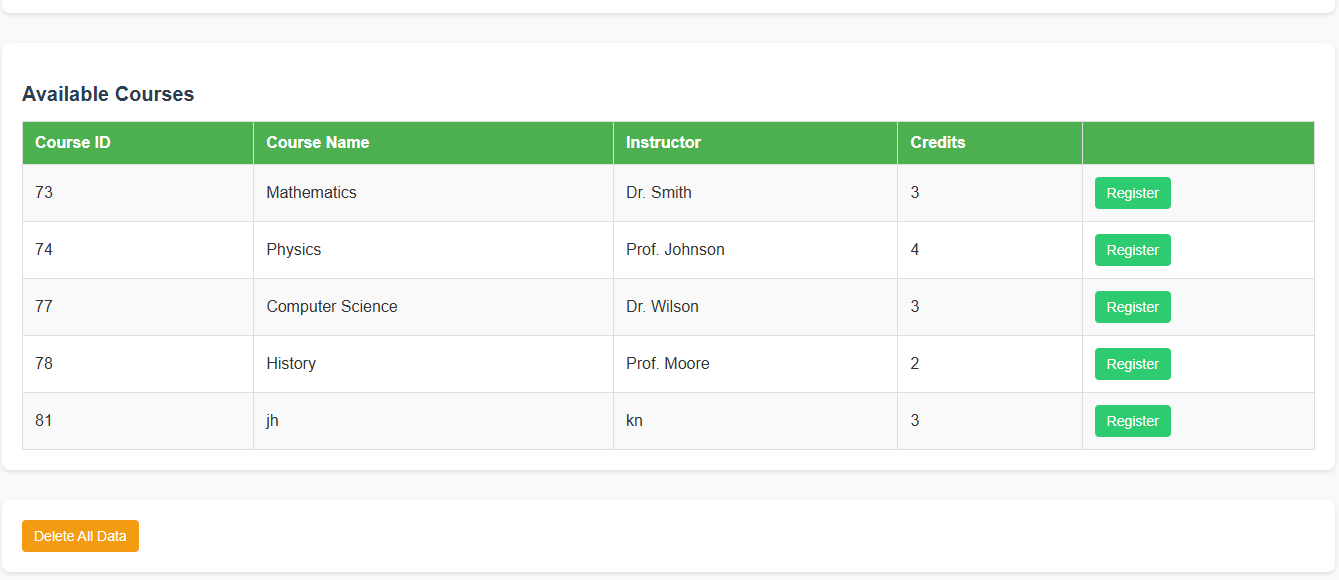 Available Courses
Course ID Course Name Instructor Credits
73 Mathematics Dr. Smith 3 Register
74 Physics Prof. Johnson 4 Register
77 Computer Science Dr. Wilson 3 Register
78 History Prof. Moore 2 Register
81 jh kn 3 Register
Delete All Data